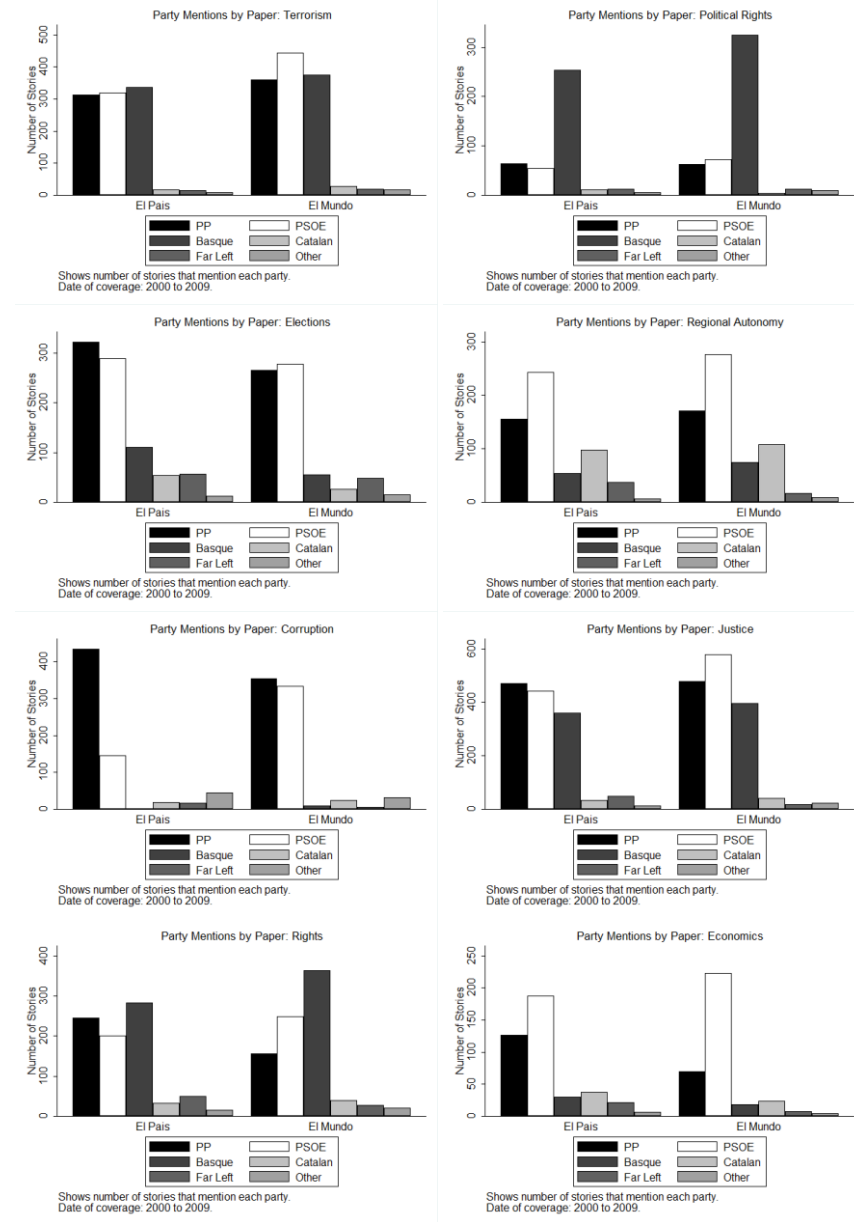 Party Mentions by Paper: Terrorism
Number of Stories
0 100 200 300 400 500
El Pais El Mundo
PP PSOE
Basque Catalan
Far Left Other
Shows number of stories that mention each party.
Date of coverage: 2000 to 2009.
Party Mentions by Paper: Political Rights
Number of Stories
0 100 200 300
El Pais El Mundo
PP PSOE
Basque Catalan
Far Left Other
Shows number of stories that mention each party.
Date of coverage: 2000 to 2009.
Party Mentions by Paper: Elections
Number of Stories
0 100 200 300
El Pais El Mundo
PP PSOE
Basque Catalan
Far Left Other
Shows number of stories that mention each party.
Date of coverage: 2000 to 2009.
Party Mentions by Paper: Regional Autonomy
Number of Stories
0 100 200 300
El Pais El Mundo
PP PSOE
Basque Catalan
Far Left Other
Shows number of stories that mention each party.
Date of coverage: 2000 to 2009.
Party Mentions by Paper: Corruption
Number of Stories
0 100 200 300 400
El Pais El Mundo
PP PSOE
Basque Catalan
Far Left Other
Shows number of stories that mention each party.
Date of coverage: 2000 to 2009.
Party Mentions by Paper: Justice
Number of Stories
0 200 400 600
El Pais El Mundo
PP PSOE
Basque Catalan
Far Left Other
Shows number of stories that mention each party.
Date of coverage: 2000 to 2009.
Party Mentions by Paper: Rights
Number of Stories
0 100 200 300 400
El Pais El Mundo
PP PSOE
Basque Catalan
Far Left Other
Shows number of stories that mention each party.
Date of coverage: 2000 to 2009.
Party Mentions by Paper: Economics
Number of Stories
0 50 100 150 200 250
El Pais El Mundo
PP PSOE
Basque Catalan
Far Left Other
Shows number of stories that mention each party.
Date of coverage: 2000 to 2009.